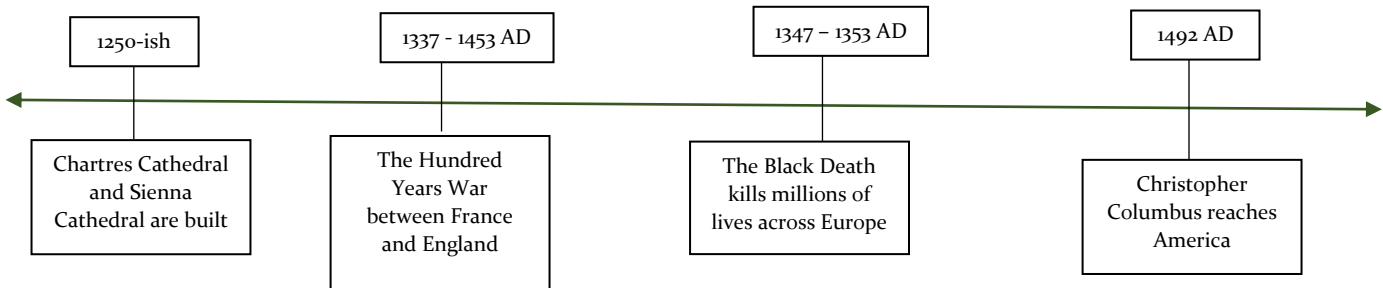 1250-ish
1337 - 1453 AD
1347 – 1353 AD
1492 AD
Chartres Cathedral
and Sienna
Cathedral are built
The Hundred
Years War
between France
and England
The Black Death
kills millions of
lives across Europe
Christopher
Columbus reaches
America